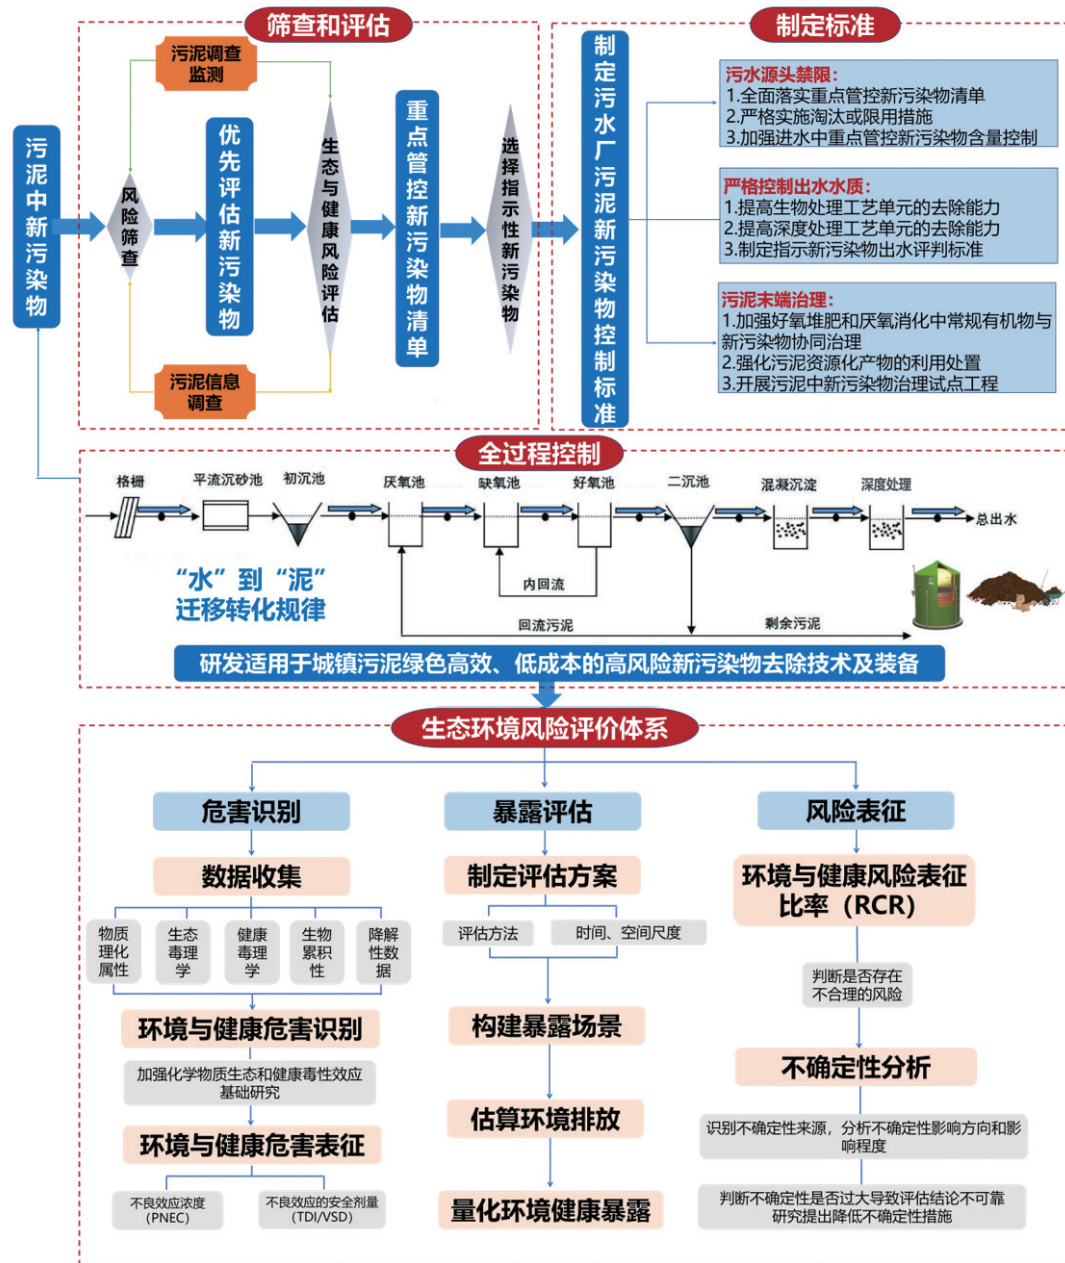 筛查和评估
污泥调查
监测
污泥中新污染物
风险筛查
优先评估新污染物
生态与健康风险评估
重点管控新污染物清单
选择指示性新污染物
污泥信息
调查
制定标准
制定污水厂污泥新污染物控制标准
污水源头禁限：
1.全面落实重点管控新污染物清单
2.严格实施淘汰或限用措施
3.加强进水中重点管控新污染物含量控制
严格控制出水水质：
1.提高生物处理工艺单元的去除能力
2.提高深度处理工艺单元的去除能力
3.制定指示新污染物出水评判标准
污泥末端治理：
1.加强好氧堆肥和厌氧消化中常规有机物与
新污染物协同治理
2.强化污泥资源化产物的利用处置
3.开展污泥中新污染物治理试点工程
全过程控制
格栅
平流沉砂池
初沉池
厌氧池
缺氧池
好氧池
二沉池
混凝沉淀
深度处理
总出水
“水”到“泥”
迁移转化规律
内回流
回流污泥
剩余污泥
研发适用于城镇污泥绿色高效、低成本的高风险新污染物去除技术及装备
生态环境风险评价体系
危害识别
数据收集
物质
理化
属性
生态
毒理
学
健康
毒理
学
生物
累积
性
降解
性数
据
环境与健康危害识别
加强化学物质生态和健康毒性效应
基础研究
环境与健康危害表征
不良效应浓度
(PNEC)
不良效应的安全剂量
(TDI/VSD)
暴露评估
制定评估方案
评估方法
时间、空间尺度
构建暴露场景
估算环境排放
量化环境健康暴露
风险表征
环境与健康风险表征
比率（RCR）
判断是否存在
不合理的风险
不确定性分析
识别不确定性来源，分析不确定性影响方向和影
响程度
判断不确定性是否过大导致评估结论不可靠
研究提出降低不确定性措施